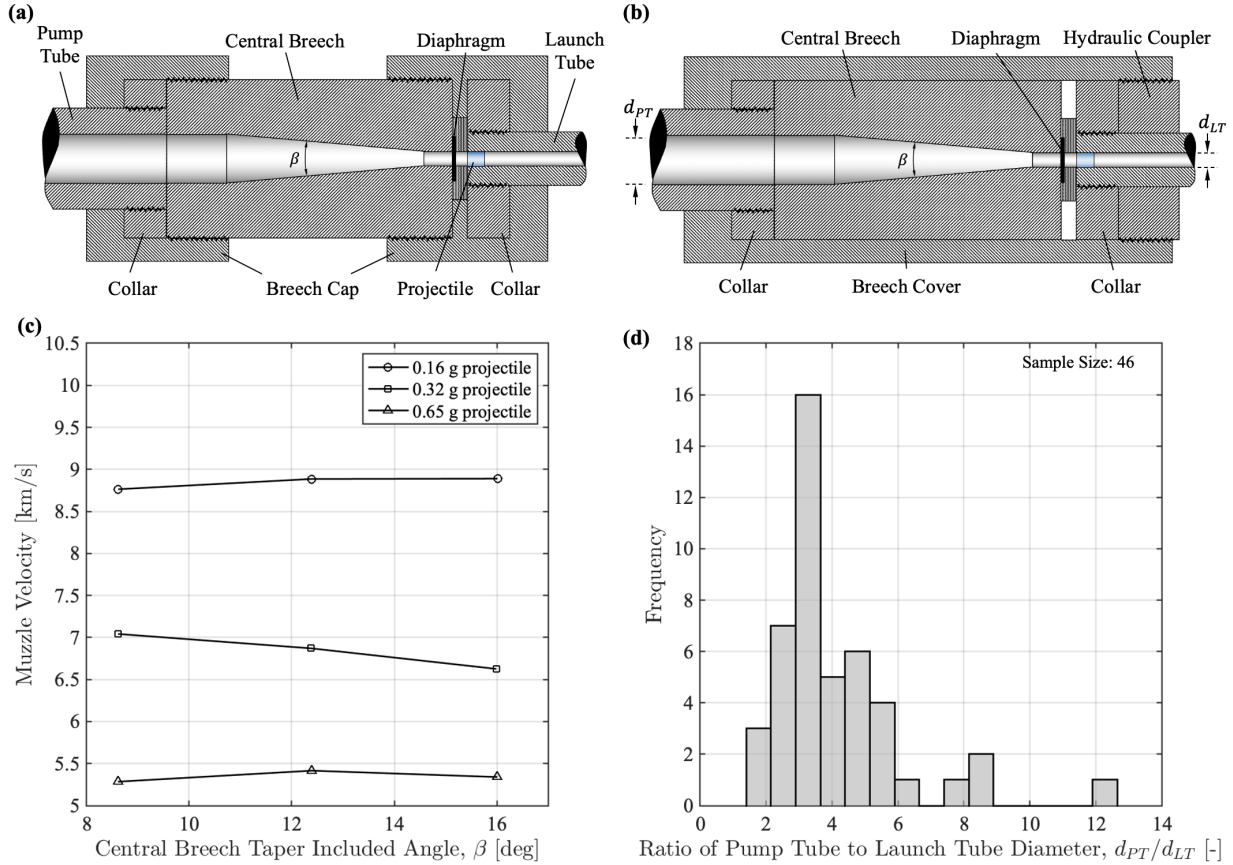 (a)
Pump
Tube
Central Breech
Diaphragm
Launch
Tube
β
Collar
Breech Cap
Projectile
Collar
(b)
Central Breech
Diaphragm
Hydraulic Coupler
d_PT
d_LT
β
Collar
Breech Cover
Collar
(c)
10.5
10
9.5
9
8.5
8
7.5
7
6.5
6
5.5
5
Muzzle Velocity [km/s]
0.16 g projectile
0.32 g projectile
0.65 g projectile
8 10 12 14 16
Central Breech Taper Included Angle, β [deg]
(d)
18
16
14
12
10
8
6
4
2
0
Frequency
Sample Size: 46
0 2 4 6 8 10 12 14
Ratio of Pump Tube to Launch Tube Diameter, d_PT/d_LT [-]